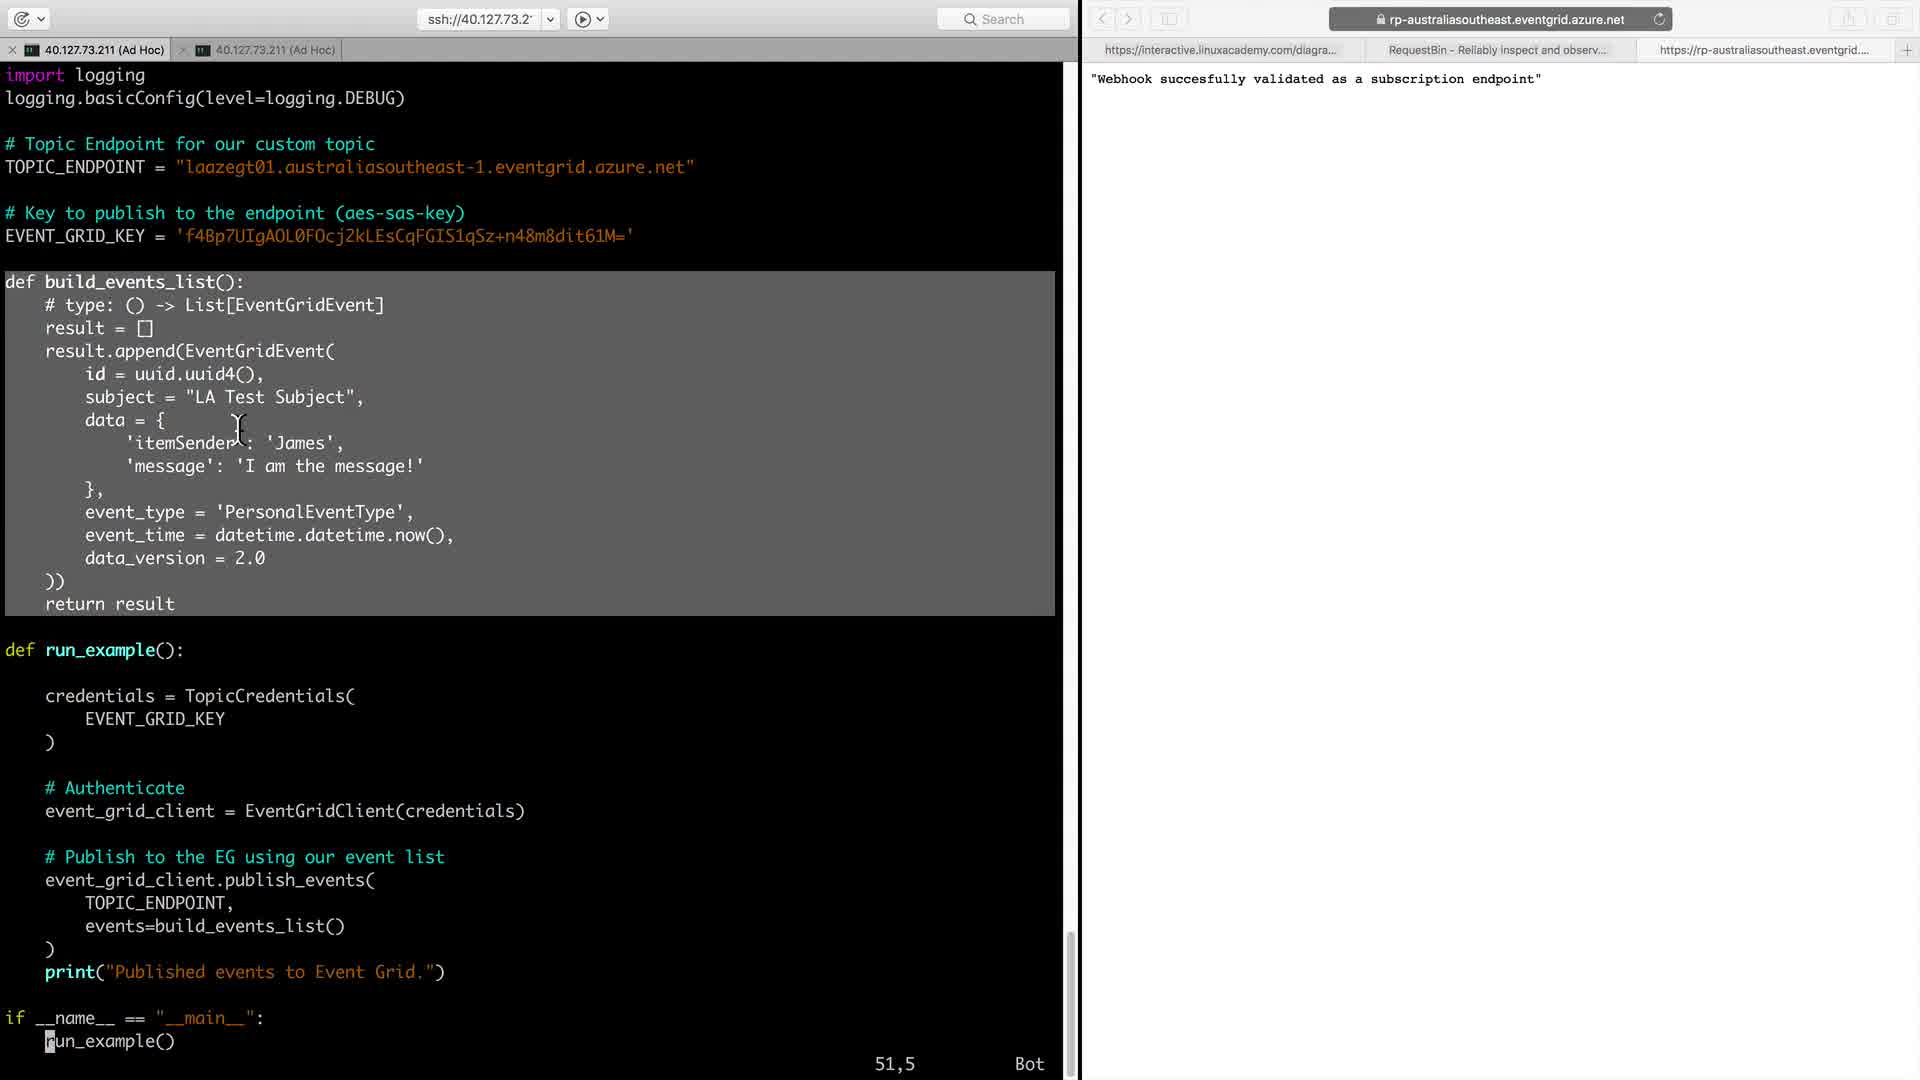 ssh://40.127.73.2
Search
40.127.73.211 (Ad Hoc)
40.127.73.211 (Ad Hoc)
import logging
logging.basicConfig(level=logging.DEBUG)
# Topic Endpoint for our custom topic
TOPIC_ENDPOINT = "laazegt01.australiasoutheast-1.eventgrid.azure.net"
# Key to publish to the endpoint (aes-sas-key)
EVENT_GRID_KEY = 'f4Bp7UIgAOL0FOcj2kLEsCqFGIS1qSz+n48m8dit61M='
def build_events_list():
# type: () -> List[EventGridEvent]
result = []
result.append(EventGridEvent(
id = uuid.uuid4(),
subject = "LA Test Subject",
data = {
'itemSender': 'James',
'message': 'I am the message!'
},
event_type = 'PersonalEventType',
event_time = datetime.datetime.now(),
data_version = 2.0
))
return result
def run_example():
credentials = TopicCredentials(
EVENT_GRID_KEY
)
# Authenticate
event_grid_client = EventGridClient(credentials)
# Publish to the EG using our event list
event_grid_client.publish_events(
TOPIC_ENDPOINT,
events=build_events_list()
)
print("Published events to Event Grid.")
if __name__ == "__main__":
run_example()
51,5 Bot
rp-australiasoutheast.eventgrid.azure.net
https://interactive.linuxacademy.com/diagra...
RequestBin - Reliably inspect and observ...
https://rp-australiasoutheast.eventgrid....
"Webhook succesfully validated as a subscription endpoint"